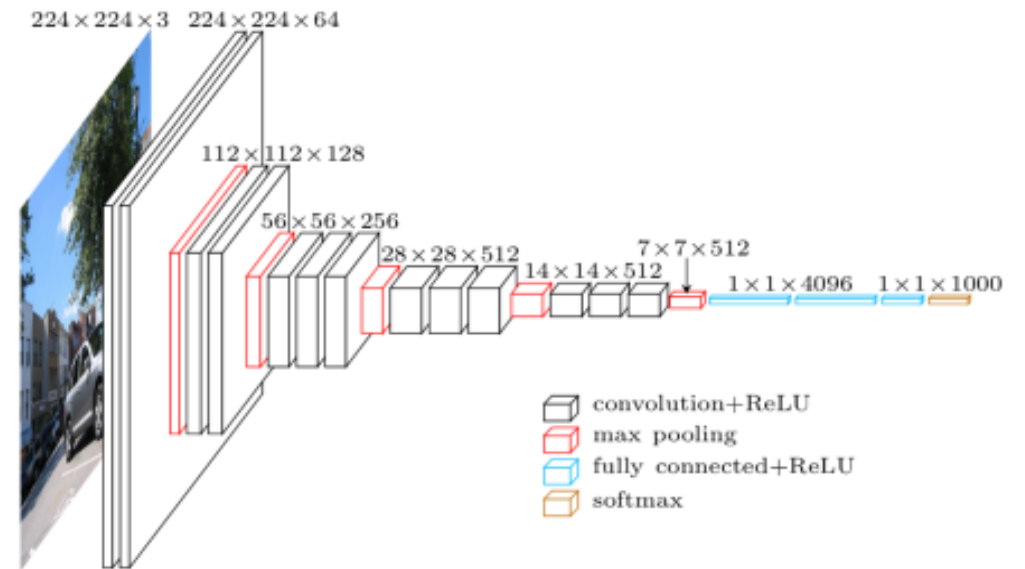 224×224×3
224×224×64
112×112×128
56×56×256
28×28×512
14×14×512
7×7×512
1×1×4096
1×1×1000
convolution+ReLU
max pooling
fully connected+ReLU
softmax